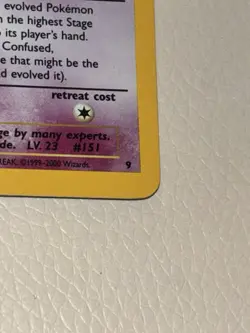 evolved Pokémon
n the highest Stage
o its player's hand.
Confused,
e that might be the
d evolved it).
retreat cost
ge by many experts.
de. LV. 23 #151
REAK. ©1999-2000 Wizards. 9